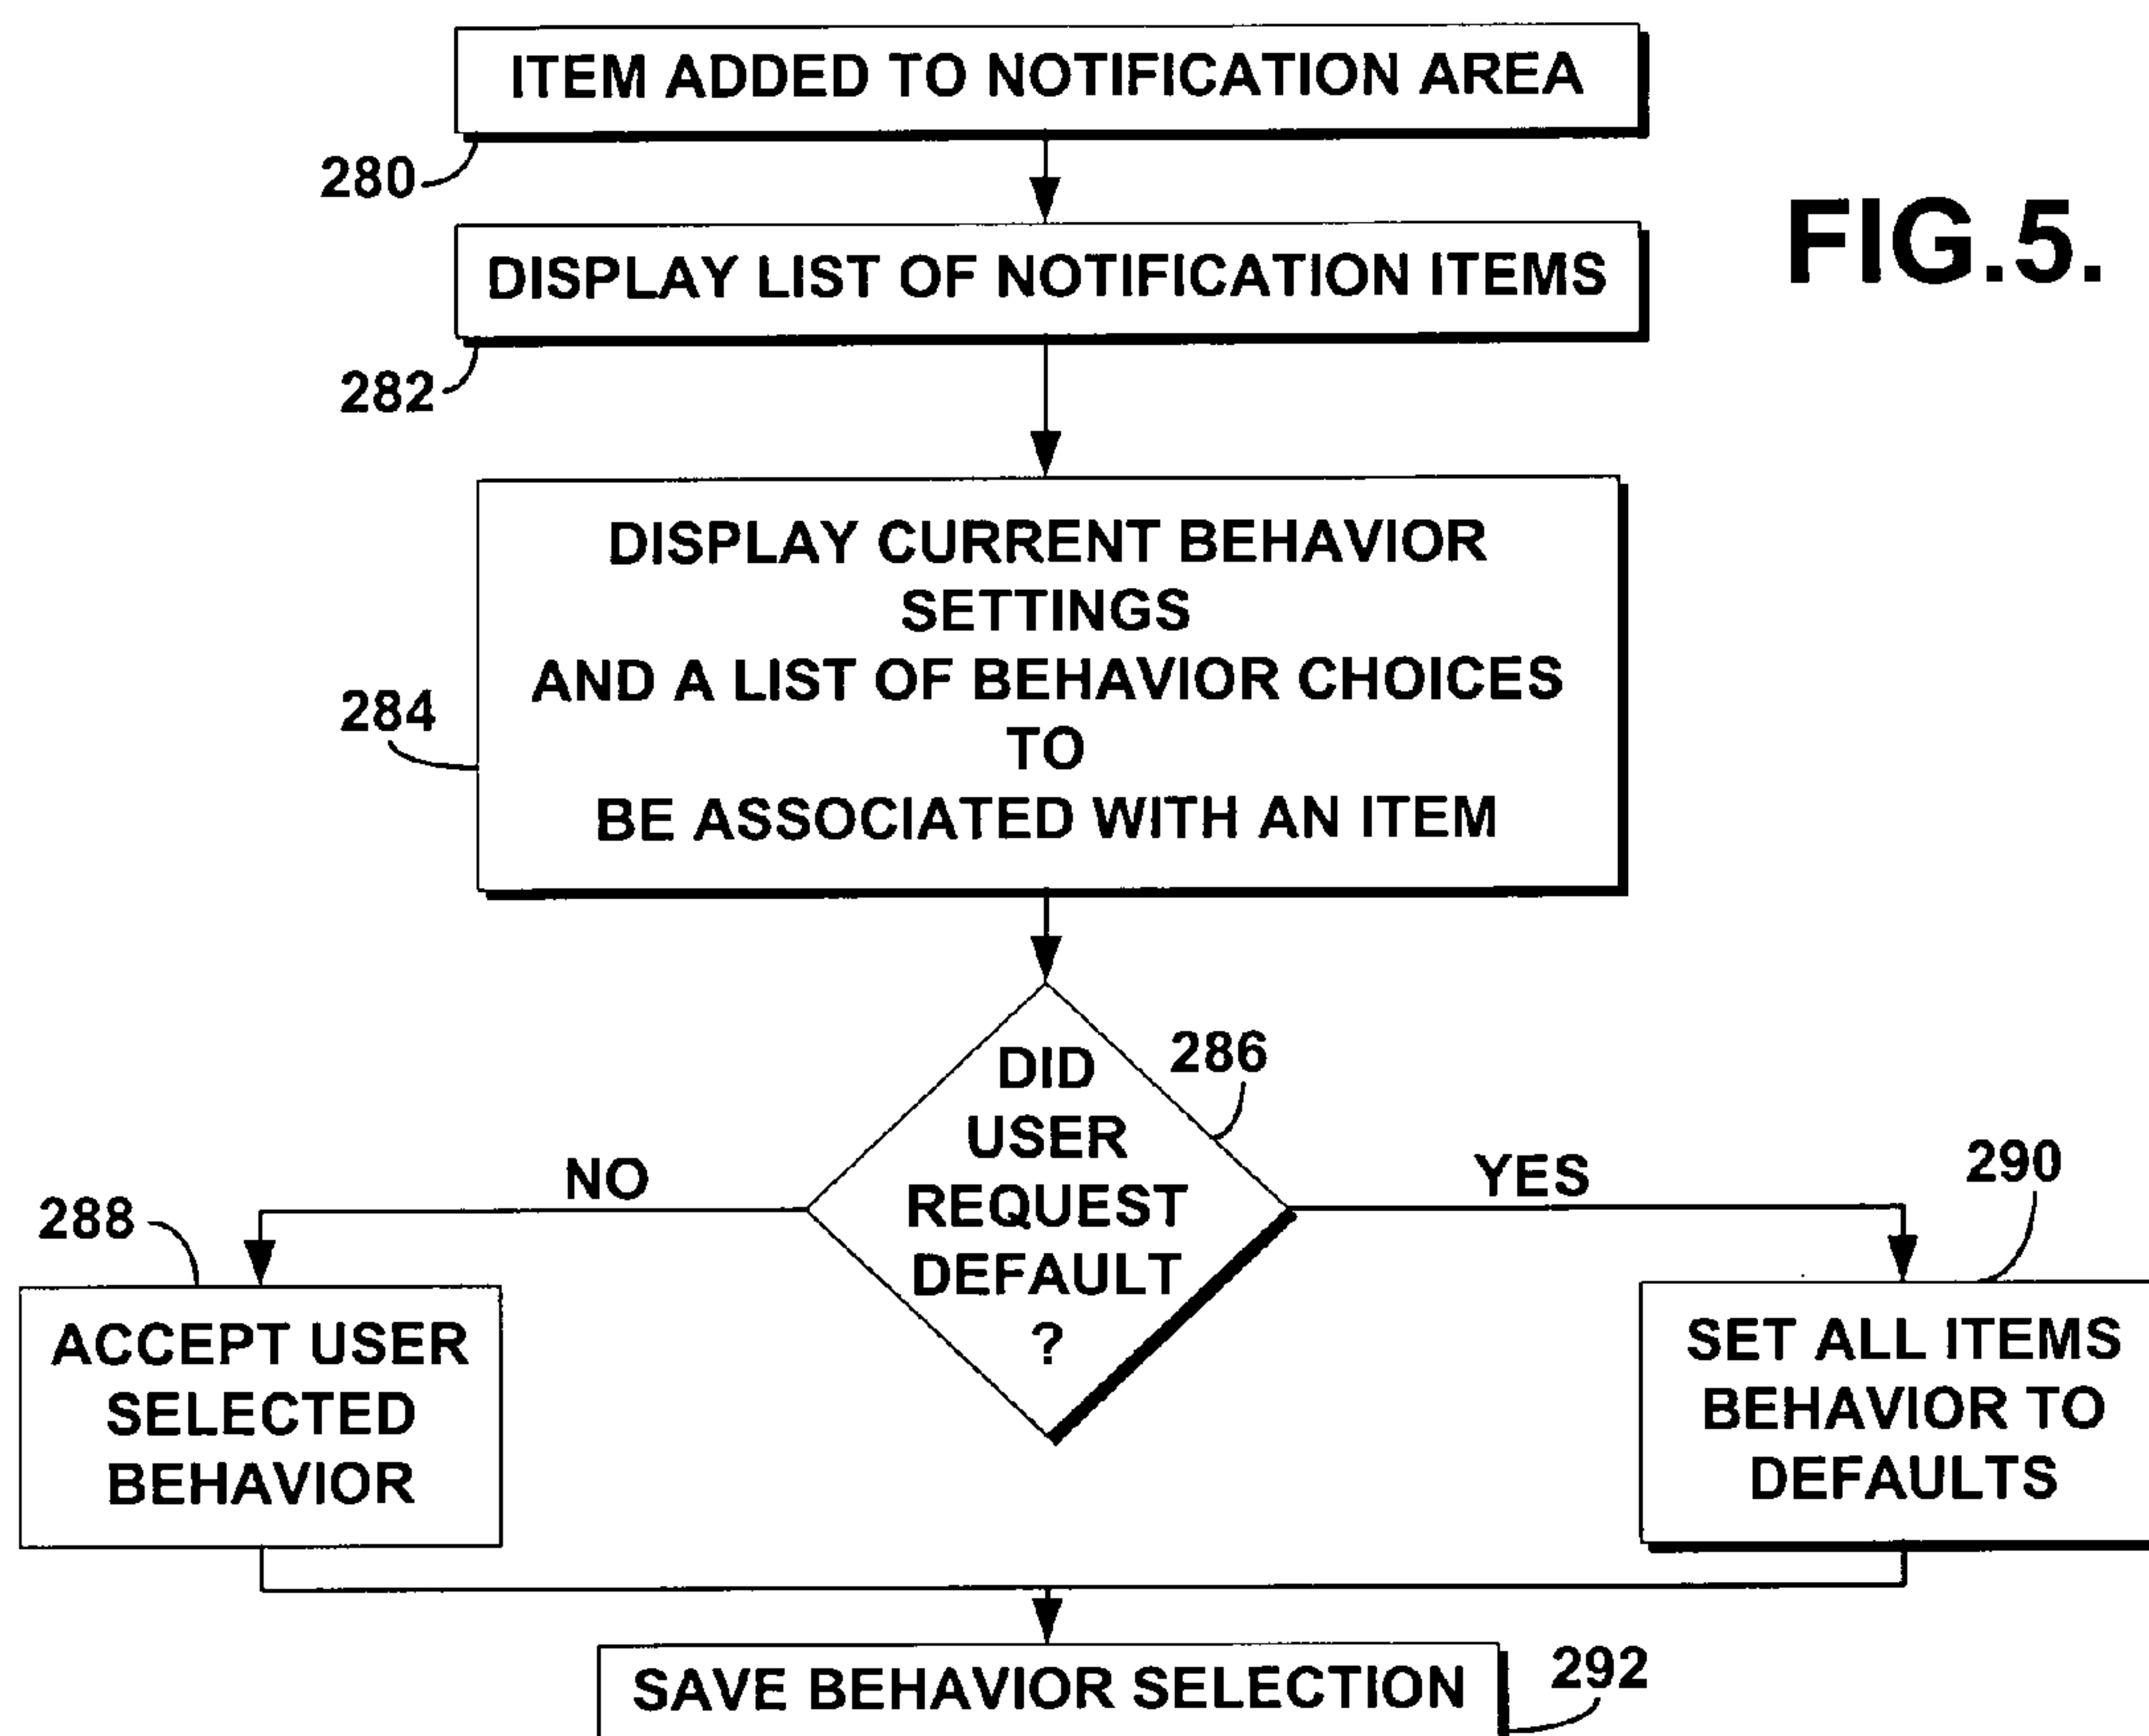 ITEM ADDED TO NOTIFICATION AREA
280
FIG.5.
DISPLAY LIST OF NOTIFICATION ITEMS
282
DISPLAY CURRENT BEHAVIOR
SETTINGS
AND A LIST OF BEHAVIOR CHOICES
TO
BE ASSOCIATED WITH AN ITEM
284
DID
USER
REQUEST
DEFAULT
?
286
NO
YES
288
290
ACCEPT USER
SELECTED
BEHAVIOR
SET ALL ITEMS
BEHAVIOR TO
DEFAULTS
SAVE BEHAVIOR SELECTION
292